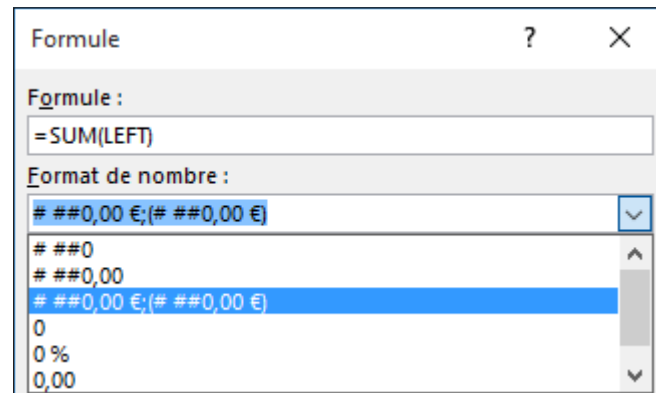 Formule ?
Formule :
=SUM(LEFT)
Format de nombre :
# ##0,00 €;(# ##0,00 €)
# ##0
# ##0,00
# ##0,00 €;(# ##0,00 €)
0
0 %
0,00